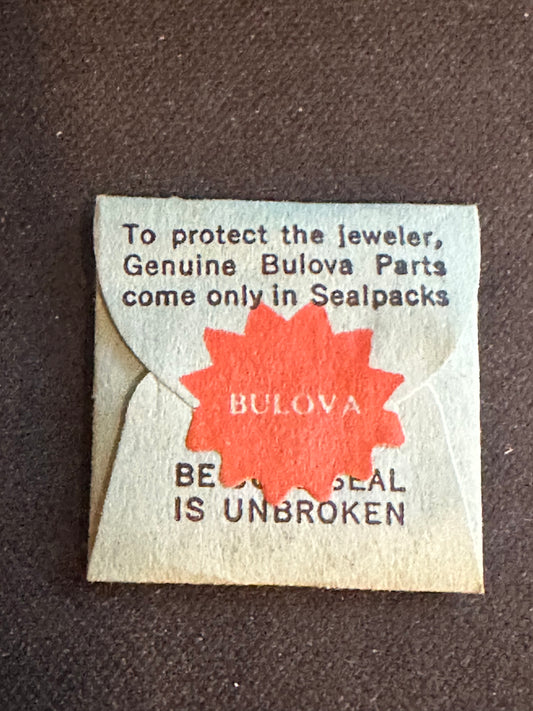 To protect the jeweler,
Genuine Bulova Parts
come only in Sealpacks
BULOVA
BE SEAL
IS UNBROKEN